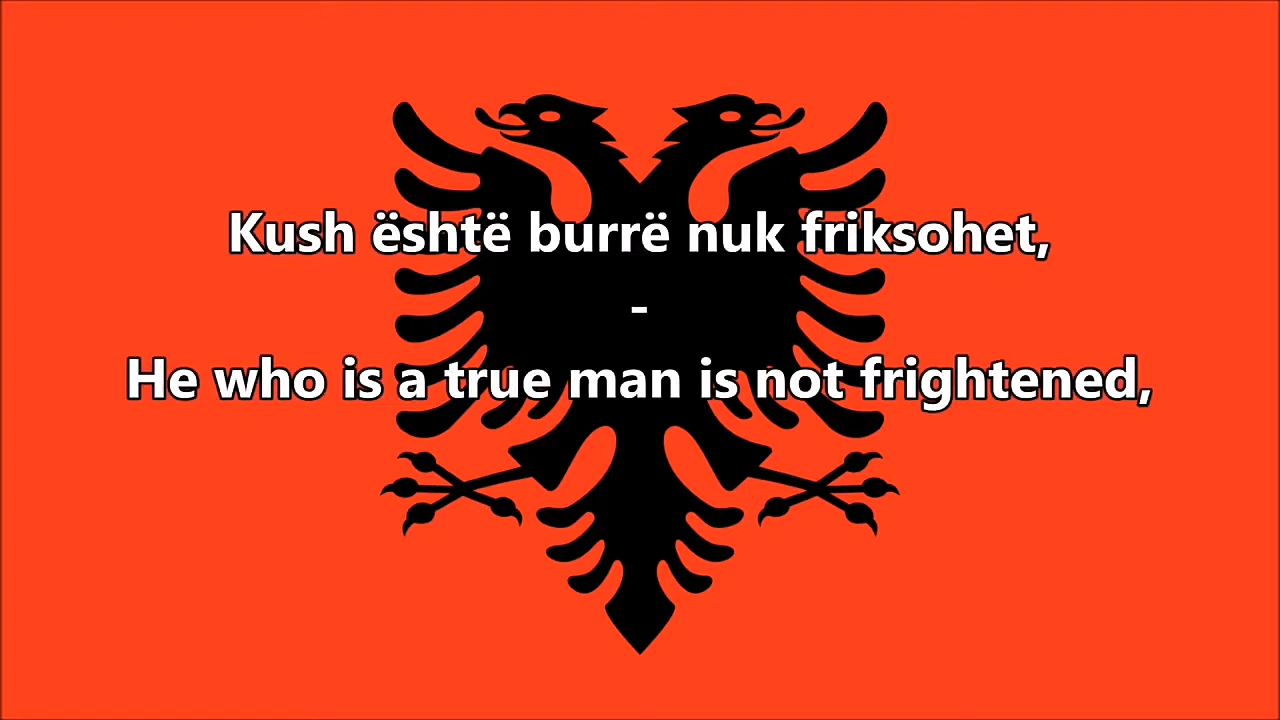 Kush është burrë nuk friksohet,
-
He who is a true man is not frightened,